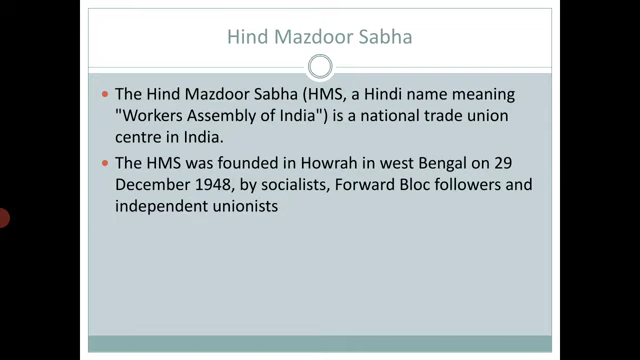 Hind Mazdoor Sabha
The Hind Mazdoor Sabha (HMS, a Hindi name meaning
"Workers Assembly of India") is a national trade union
centre in India.
The HMS was founded in Howrah in west Bengal on 29
December 1948, by socialists, Forward Bloc followers and
independent unionists